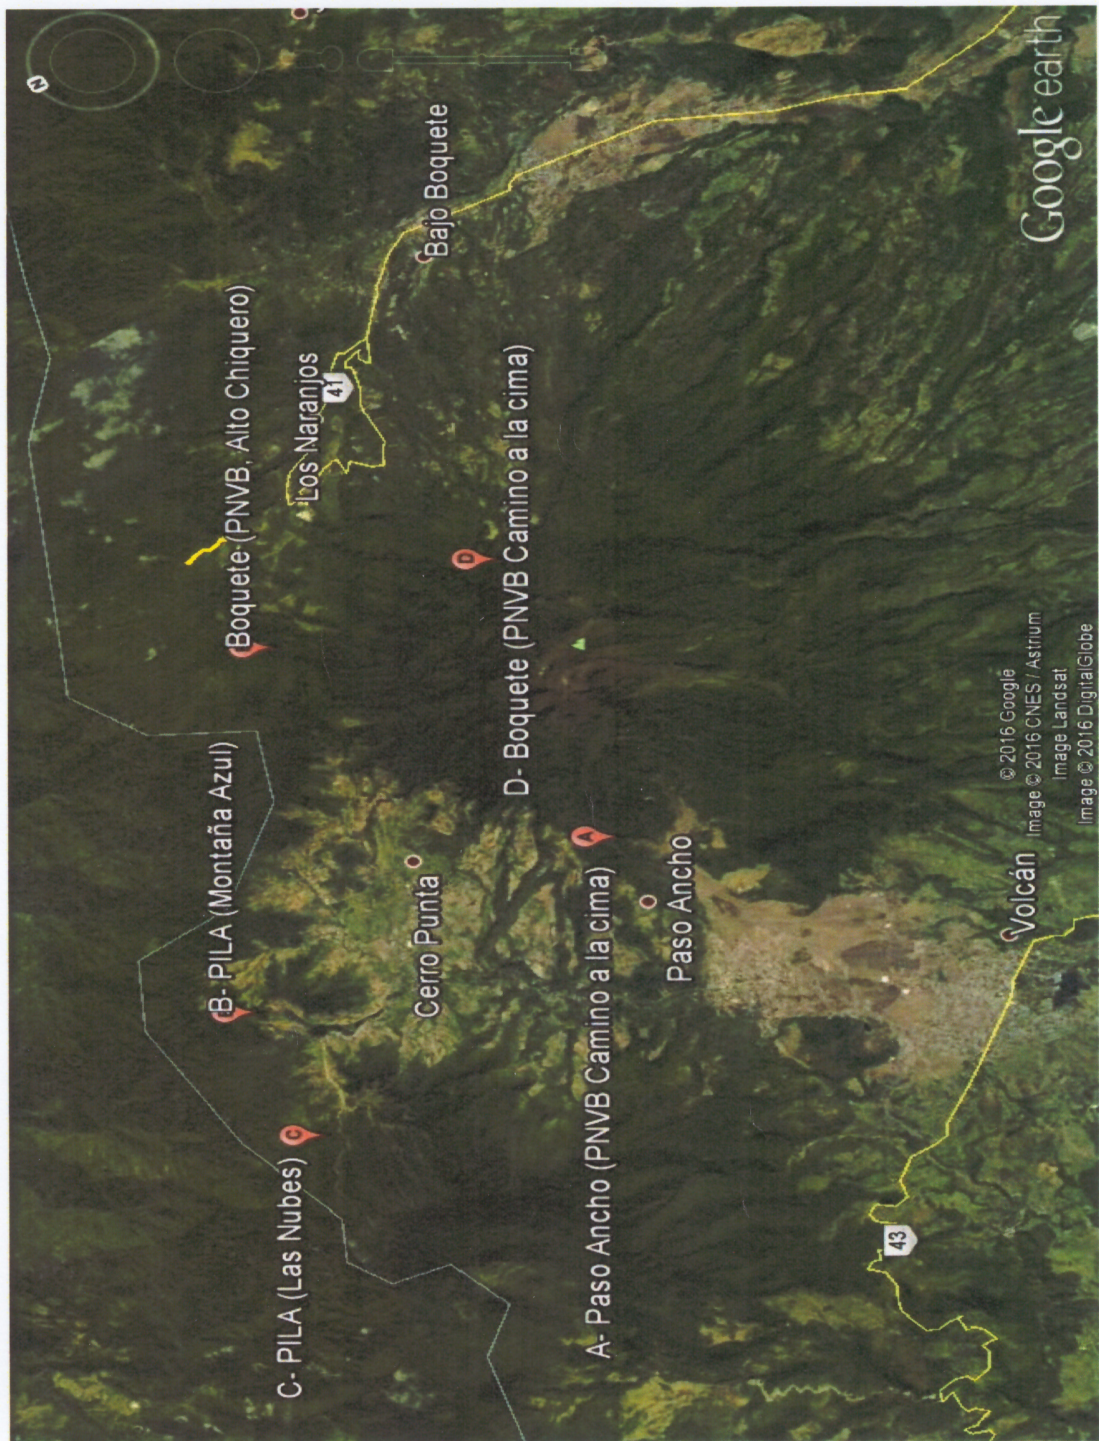 N
B- PILA (Montaña Azul)
Boquete (PNVB, Alto Chiquero)
C- PILA (Las Nubes)
C
Los Naranjos
41
Cerro Punta
Bajo Boquete
D
D- Boquete (PNVB Camino a la cima)
A
A- Paso Ancho (PNVB Camino a la cima)
Paso Ancho
43
Volcán
© 2016 Google
Image © 2016 CNES / Astrium
Image Landsat
Image © 2016 DigitalGlobe
Google earth